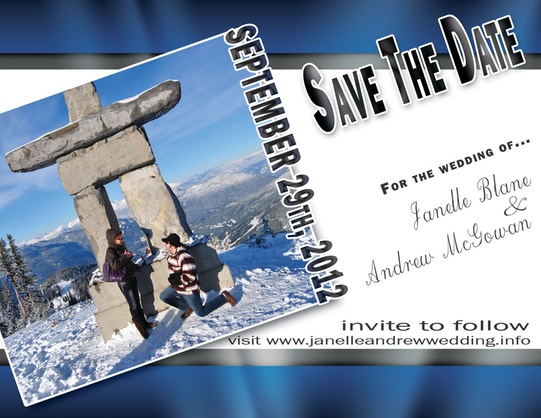 SAVE THE DATE
SEPTEMBER 29TH, 2012
FOR THE WEDDING OF...
Janelle Blane
&
Andrew McGowan
invite to follow
visit www.janelleandrewwedding.info